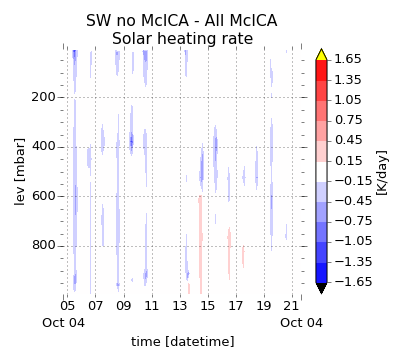 SW no McICA - All McICA
Solar heating rate
200
400
600
800
lev [mbar]
05 07 09 11 13 15 17 19 21
Oct 04 Oct 04
time [datetime]
1.65
1.35
1.05
0.75
0.45
0.15
−0.15
−0.45
−0.75
−1.05
−1.35
−1.65
[K/day]